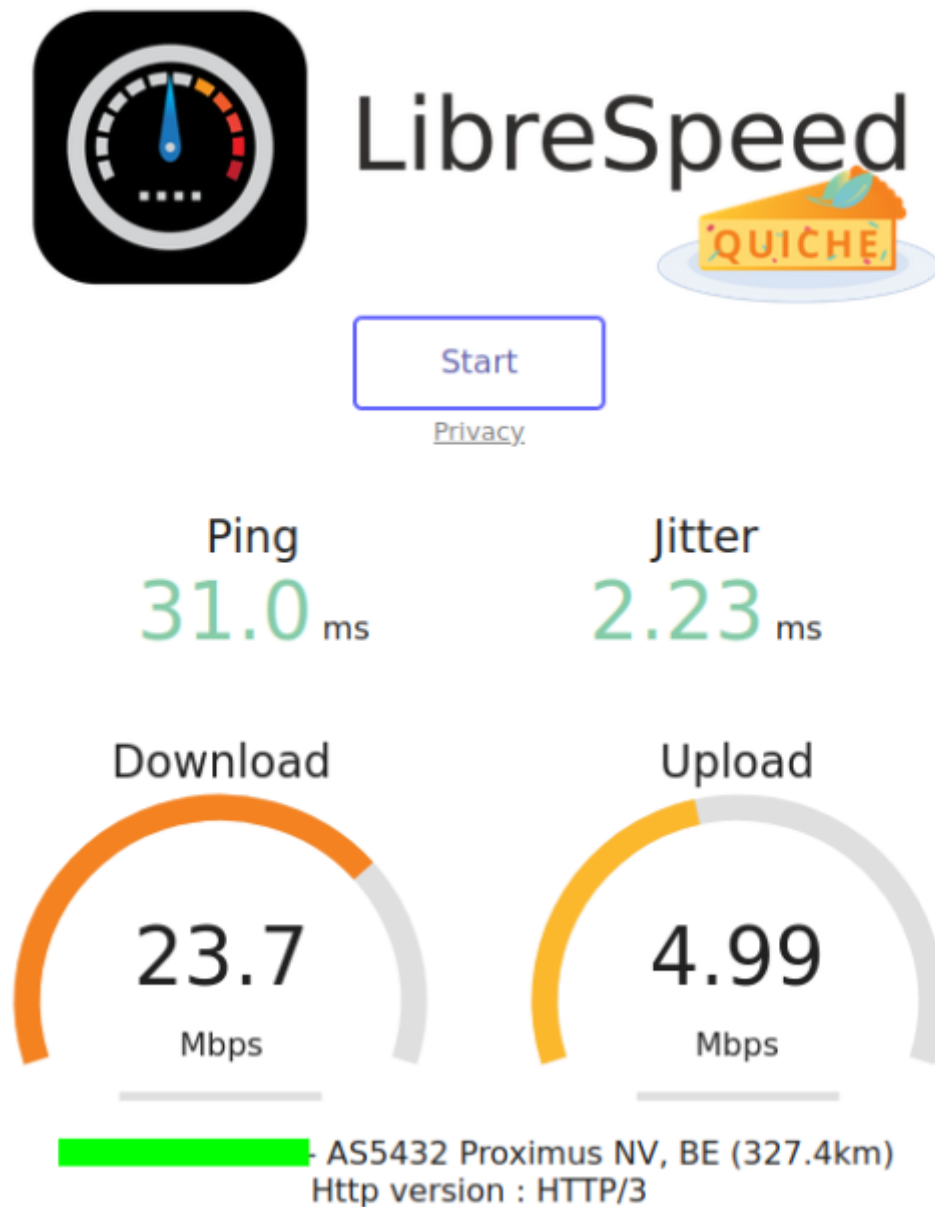 LibreSpeed
QUICHE
Start
Privacy
Ping
31.0 ms
Jitter
2.23 ms
Download
23.7
Mbps
Upload
4.99
Mbps
- AS5432 Proximus NV, BE (327.4km)
Http version : HTTP/3